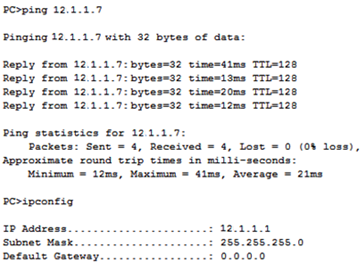 PC>ping 12.1.1.7
Pinging 12.1.1.7 with 32 bytes of data:
Reply from 12.1.1.7: bytes=32 time=41ms TTL=128
Reply from 12.1.1.7: bytes=32 time=13ms TTL=128
Reply from 12.1.1.7: bytes=32 time=20ms TTL=128
Reply from 12.1.1.7: bytes=32 time=12ms TTL=128
Ping statistics for 12.1.1.7:
Packets: Sent = 4, Received = 4, Lost = 0 (0% loss),
Approximate round trip times in milli-seconds:
Minimum = 12ms, Maximum = 41ms, Average = 21ms
PC>ipconfig
IP Address......................: 12.1.1.1
Subnet Mask.....................: 255.255.255.0
Default Gateway.................: 0.0.0.0